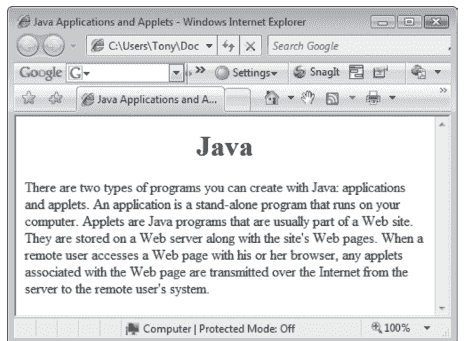 Java Applications and Applets - Windows Internet Explorer
C:\Users\Tony\Doc Search Google
Google G Settings SnagIt
Java Applications and A...
Java
There are two types of programs you can create with Java: applications
and applets. An application is a stand-alone program that runs on your
computer. Applets are Java programs that are usually part of a Web site.
They are stored on a Web server along with the site's Web pages. When a
remote user accesses a Web page with his or her browser, any applets
associated with the Web page are transmitted over the Internet from the
server to the remote user's system.
Computer | Protected Mode: Off 100%